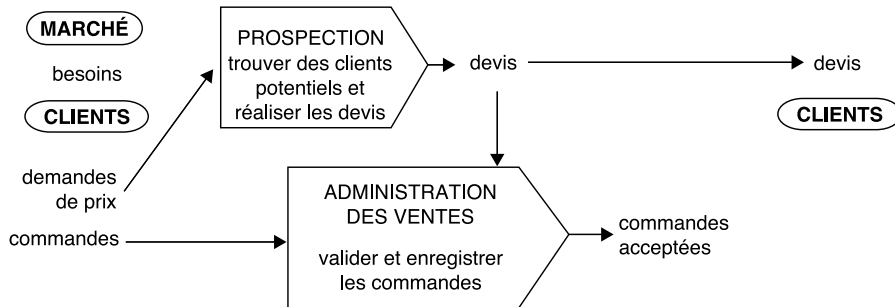 MARCHÉ
besoins
CLIENTS
demandes
de prix
commandes
PROSPECTION
trouver des clients
potentiels et
réaliser les devis
devis
devis
CLIENTS
ADMINISTRATION
DES VENTES
valider et enregistrer
les commandes
commandes
acceptées